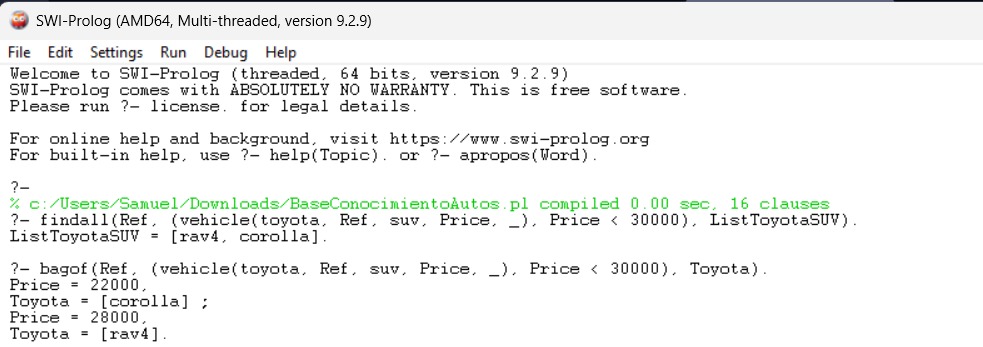 SWI-Prolog (AMD64, Multi-threaded, version 9.2.9)
File Edit Settings Run Debug Help
Welcome to SWI-Prolog (threaded, 64 bits, version 9.2.9)
SWI-Prolog comes with ABSOLUTELY NO WARRANTY. This is free software.
Please run ?- license. for legal details.
For online help and background, visit https://www.swi-prolog.org
For built-in help, use ?- help(Topic). or ?- apropos(Word).
?-
% c:/Users/Samuel/Downloads/BaseConocimientoAutos.pl compiled 0.00 sec, 16 clauses
?- findall(Ref, (vehicle(toyota, Ref, suv, Price, _), Price < 30000), ListToyotaSUV).
ListToyotaSUV = [rav4, corolla].
?- bagof(Ref, (vehicle(toyota, Ref, suv, Price, _), Price < 30000), Toyota).
Price = 22000,
Toyota = [corolla] ;
Price = 28000,
Toyota = [rav4].